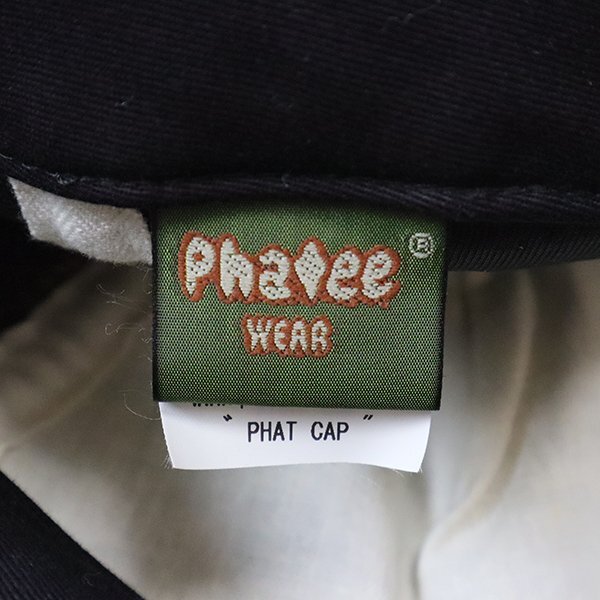 Phatee ®
WEAR
" PHAT CAP "